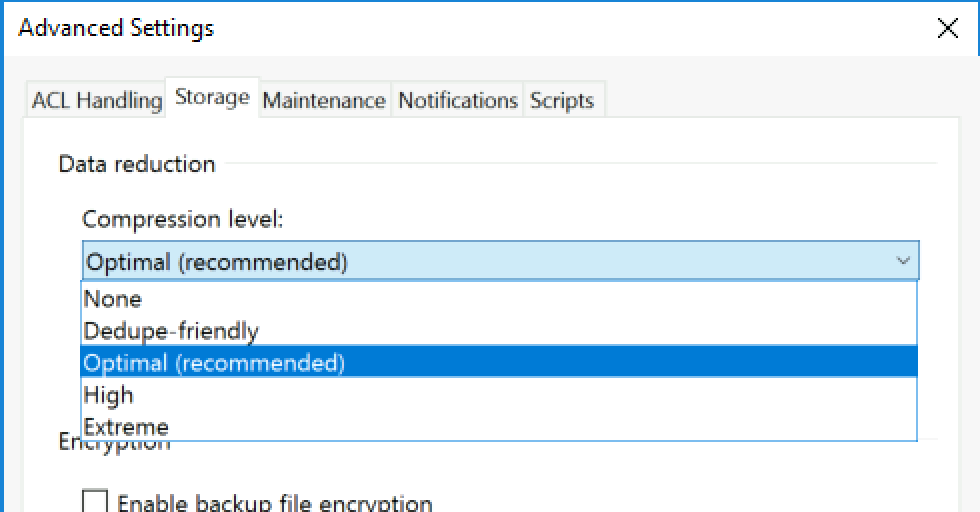 Advanced Settings
ACL Handling Storage Maintenance Notifications Scripts
Data reduction
Compression level:
Optimal (recommended)
None
Dedupe-friendly
Optimal (recommended)
High
Extreme
Encryption
Enable backup file encryption